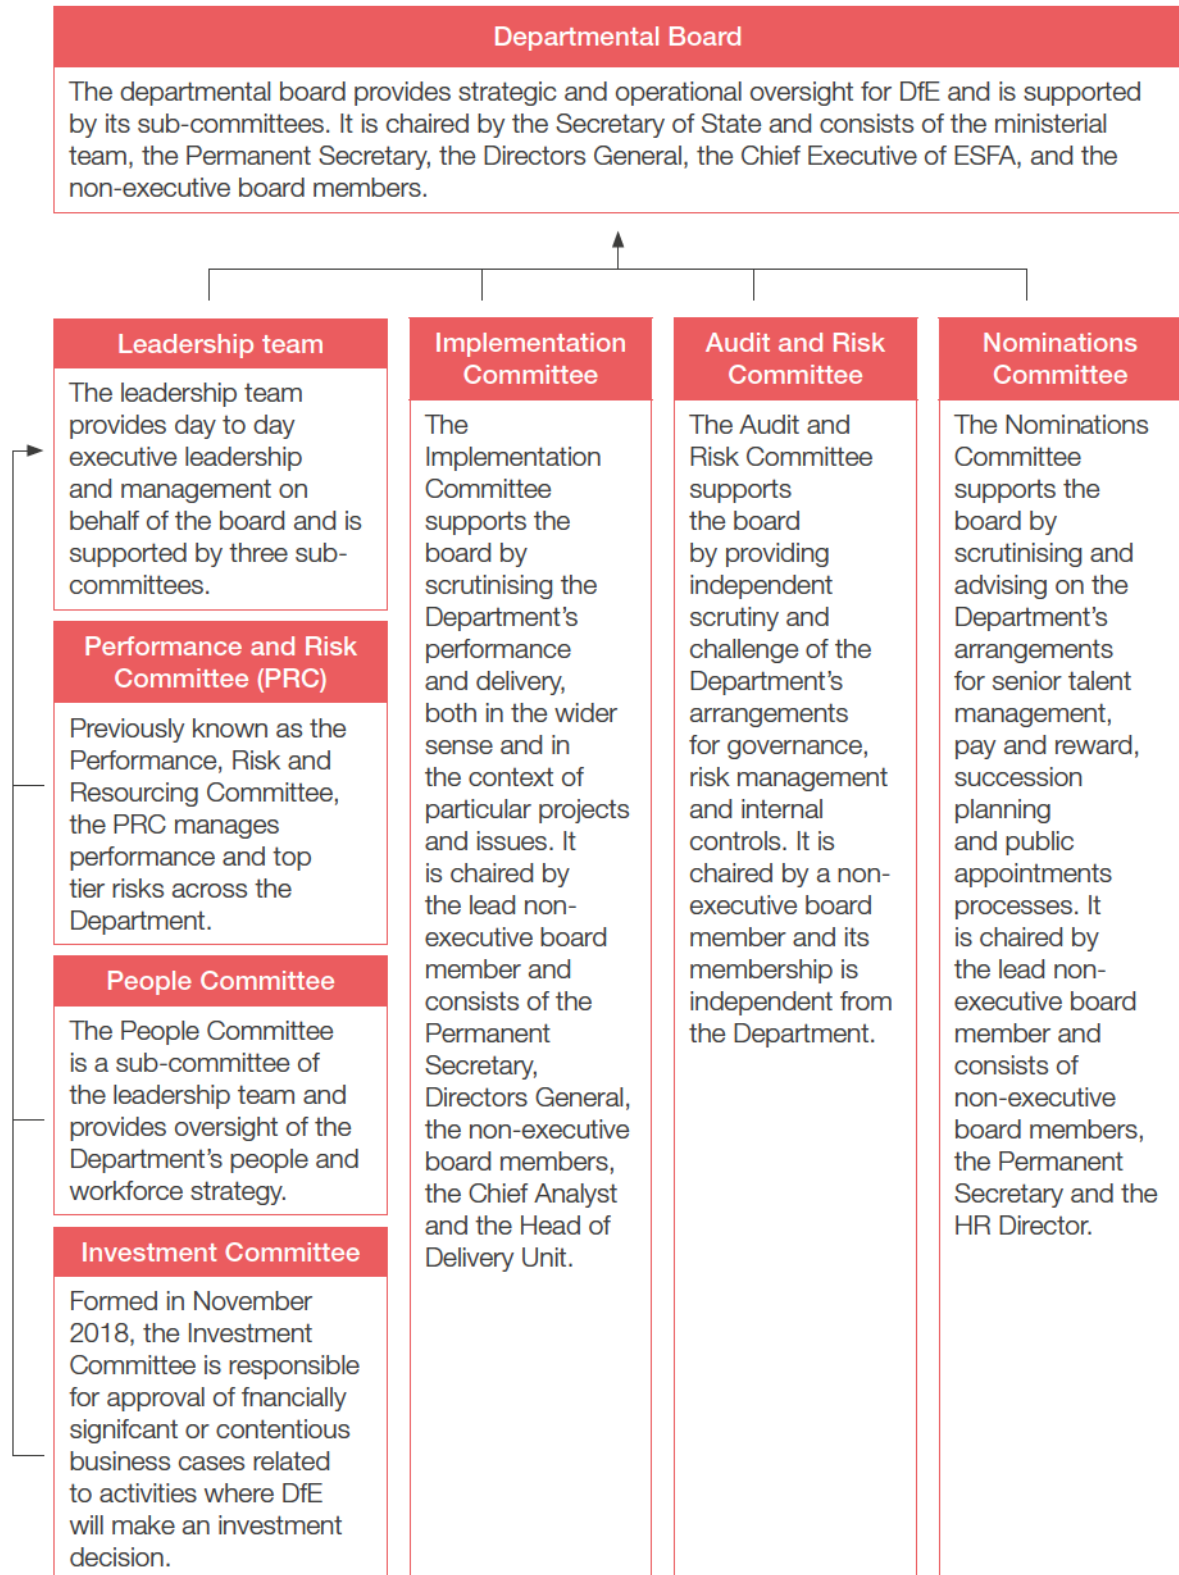 Departmental Board
The departmental board provides strategic and operational oversight for DfE and is supported
by its sub-committees. It is chaired by the Secretary of State and consists of the ministerial
team, the Permanent Secretary, the Directors General, the Chief Executive of ESFA, and the
non-executive board members.
Leadership team
The leadership team
provides day to day
executive leadership
and management on
behalf of the board and is
supported by three sub-
committees.
Performance and Risk
Committee (PRC)
Previously known as the
Performance, Risk and
Resourcing Committee,
the PRC manages
performance and top
tier risks across the
Department.
People Committee
The People Committee
is a sub-committee of
the leadership team and
provides oversight of the
Department’s people and
workforce strategy.
Investment Committee
Formed in November
2018, the Investment
Committee is responsible
for approval of fnancially
signifcant or contentious
business cases related
to activities where DfE
will make an investment
decision.
Implementation
Committee
The
Implementation
Committee
supports the
board by
scrutinising the
Department’s
performance
and delivery,
both in the wider
sense and in
the context of
particular projects
and issues. It
is chaired by
the lead non-
executive board
member and
consists of the
Permanent
Secretary,
Directors General,
the non-executive
board members,
the Chief Analyst
and the Head of
Delivery Unit.
Audit and Risk
Committee
The Audit and
Risk Committee
supports
the board
by providing
independent
scrutiny and
challenge of the
Department’s
arrangements
for governance,
risk management
and internal
controls. It is
chaired by a non-
executive board
member and its
membership is
independent from
the Department.
Nominations
Committee
The Nominations
Committee
supports the
board by
scrutinising and
advising on the
Department’s
arrangements
for senior talent
management,
pay and reward,
succession
planning
and public
appointments
processes. It
is chaired by
the lead non-
executive board
member and
consists of
non-executive
board members,
the Permanent
Secretary and the
HR Director.